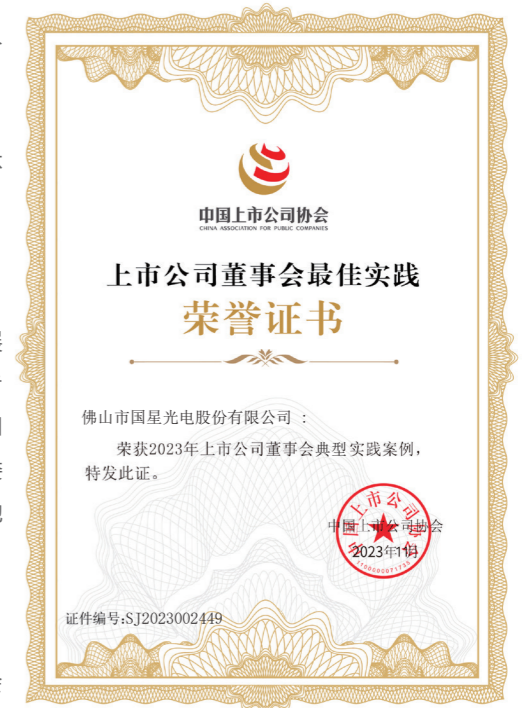 中国上市公司协会
CHINA ASSOCIATION FOR PUBLIC COMPANIES
上市公司董事会最佳实践
荣誉证书
佛山市国星光电股份有限公司：
荣获2023年上市公司董事会典型实践案例，
特发此证。
中国上市公司协会
2023年11月
证件编号:SJ2023002449